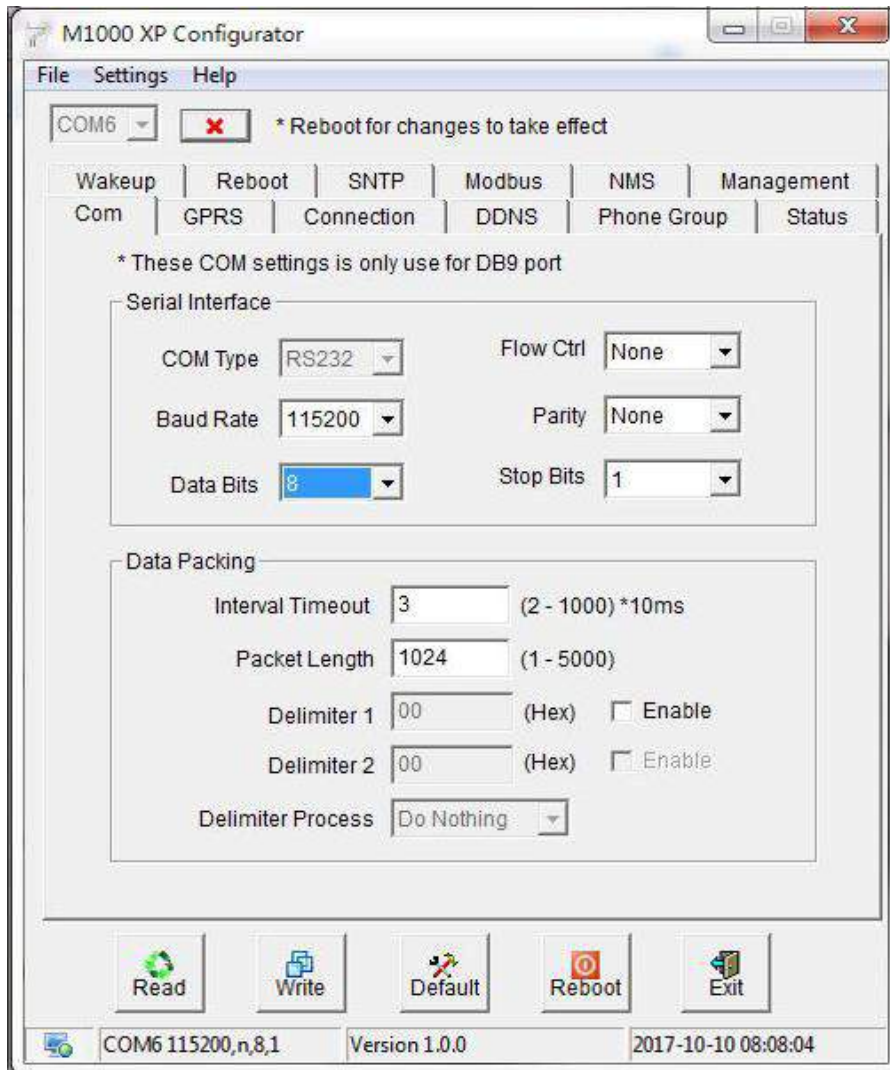 M1000 XP Configurator
File Settings Help
COM6 * Reboot for changes to take effect
Wakeup Reboot SNTP Modbus NMS Management
Com GPRS Connection DDNS Phone Group Status
* These COM settings is only use for DB9 port
Serial Interface
COM Type RS232 Flow Ctrl None
Baud Rate 115200 Parity None
Data Bits 8 Stop Bits 1
Data Packing
Interval Timeout 3 (2 - 1000) *10ms
Packet Length 1024 (1 - 5000)
Delimiter 1 00 (Hex) Enable
Delimiter 2 00 (Hex) Enable
Delimiter Process Do Nothing
Read Write Default Reboot Exit
COM6 115200,n,8,1 Version 1.0.0 2017-10-10 08:08:04